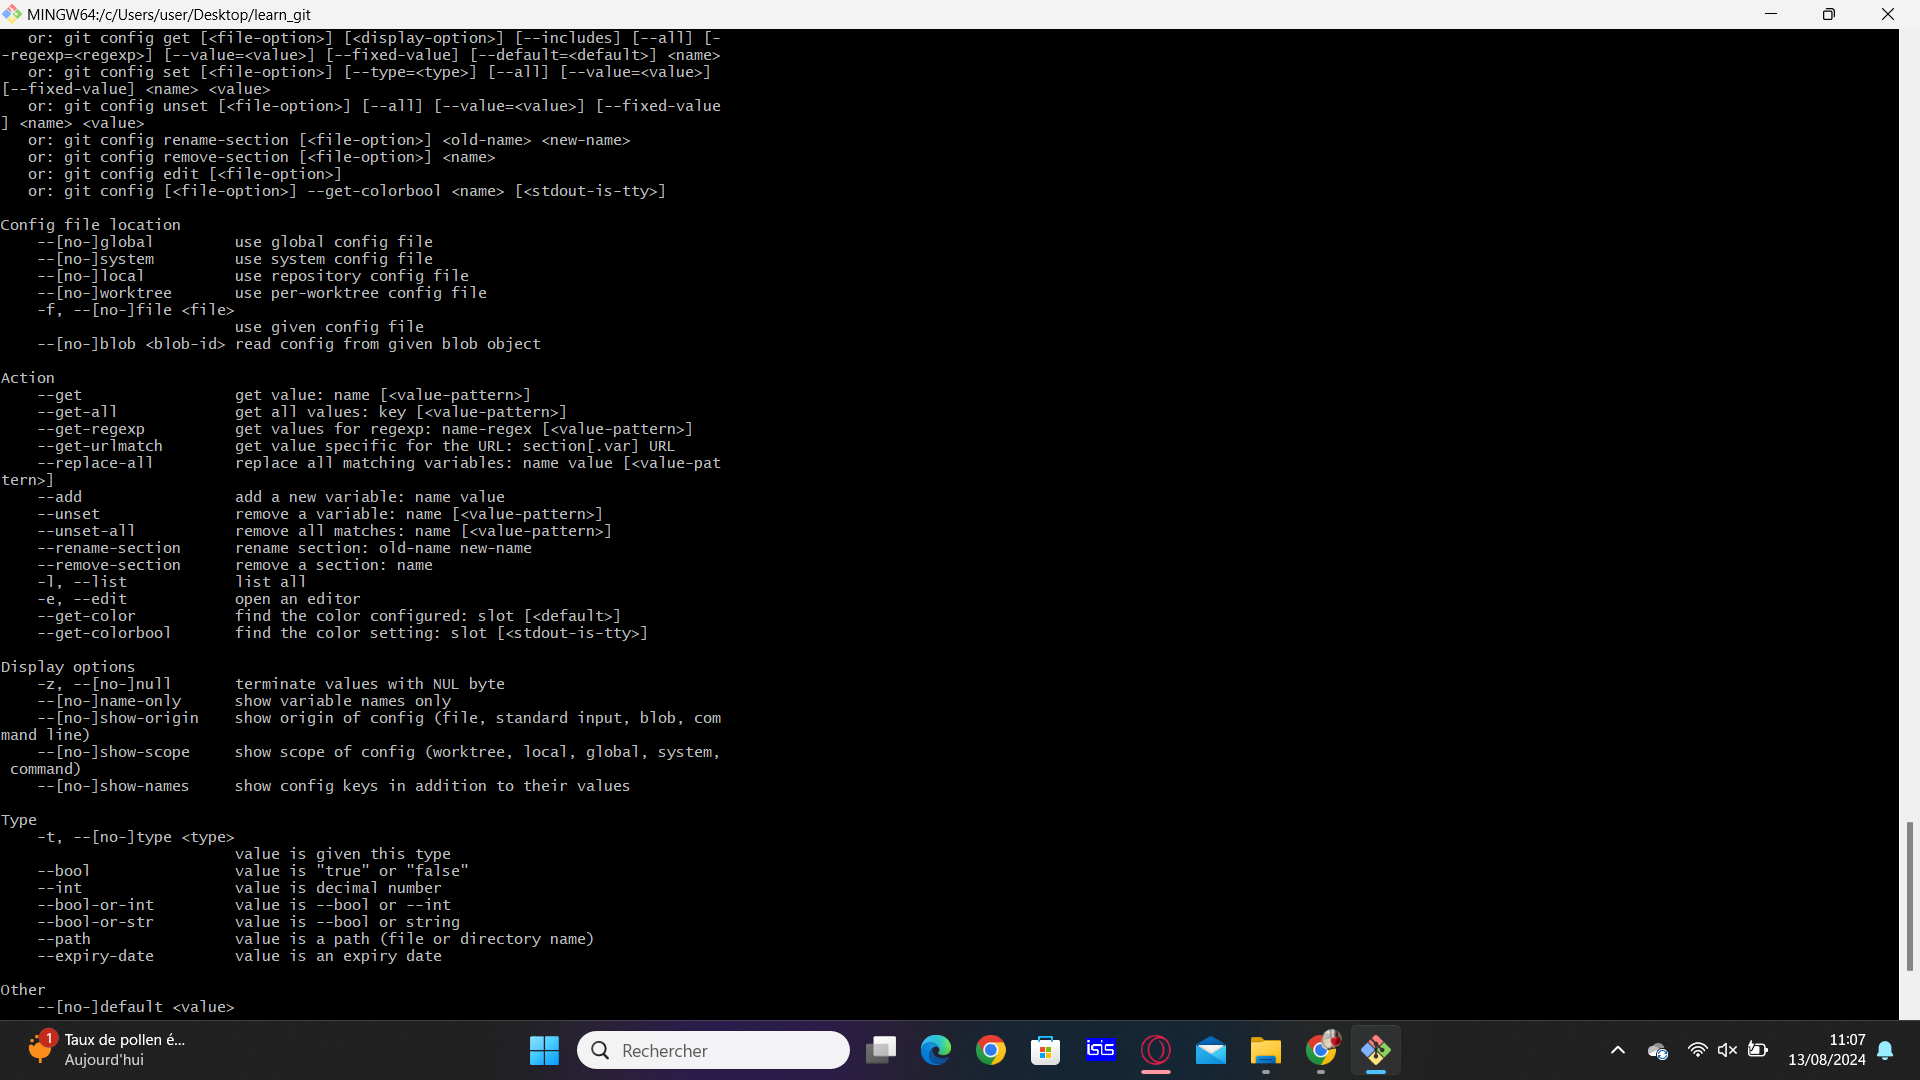 MINGW64:/c/Users/user/Desktop/learn_git
or: git config get [<file-option>] [<display-option>] [--includes] [--all] [-
-regexp=<regexp>] [--value=<value>] [--fixed-value] [--default=<default>] <name>
or: git config set [<file-option>] [--type=<type>] [--all] [--value=<value>]
[--fixed-value] <name> <value>
or: git config unset [<file-option>] [--all] [--value=<value>] [--fixed-value
] <name> <value>
or: git config rename-section [<file-option>] <old-name> <new-name>
or: git config remove-section [<file-option>] <name>
or: git config edit [<file-option>]
or: git config [<file-option>] --get-colorbool <name> [<stdout-is-tty>]
Config file location
--[no-]global use global config file
--[no-]system use system config file
--[no-]local use repository config file
--[no-]worktree use per-worktree config file
-f, --[no-]file <file>
use given config file
--[no-]blob <blob-id> read config from given blob object
Action
--get get value: name [<value-pattern>]
--get-all get all values: key [<value-pattern>]
--get-regexp get values for regexp: name-regex [<value-pattern>]
--get-urlmatch get value specific for the URL: section[.var] URL
--replace-all replace all matching variables: name value [<value-pat
tern>]
--add add a new variable: name value
--unset remove a variable: name [<value-pattern>]
--unset-all remove all matches: name [<value-pattern>]
--rename-section rename section: old-name new-name
--remove-section remove a section: name
-l, --list list all
-e, --edit open an editor
--get-color find the color configured: slot [<default>]
--get-colorbool find the color setting: slot [<stdout-is-tty>]
Display options
-z, --[no-]null terminate values with NUL byte
--[no-]name-only show variable names only
--[no-]show-origin show origin of config (file, standard input, blob, com
mand line)
--[no-]show-scope show scope of config (worktree, local, global, system,
command)
--[no-]show-names show config keys in addition to their values
Type
-t, --[no-]type <type>
value is given this type
--bool value is "true" or "false"
--int value is decimal number
--bool-or-int value is --bool or --int
--bool-or-str value is --bool or string
--path value is a path (file or directory name)
--expiry-date value is an expiry date
Other
--[no-]default <value>
1
Taux de pollen é...
Aujourd'hui
Rechercher
isis
11:07
13/08/2024